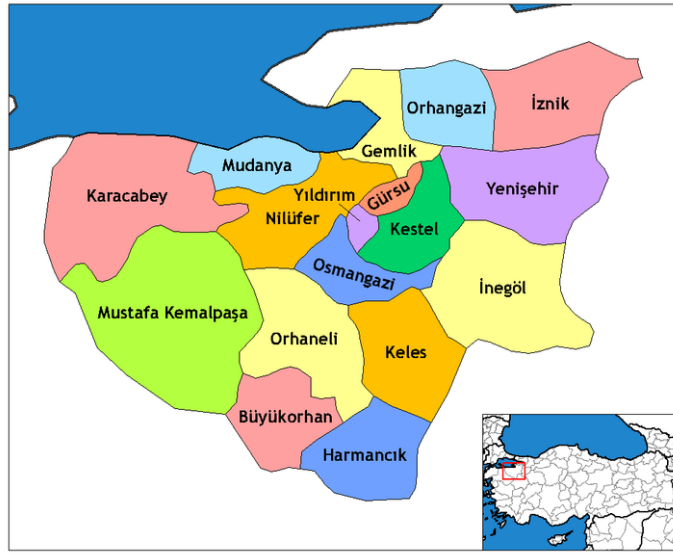 Orhangazi
İznik
Gemlik
Mudanya
Karacabey
Yıldırım
Gürsu
Yenişehir
Nilüfer
Kestel
Osmangazi
İnegöl
Mustafa Kemalpaşa
Orhaneli
Keles
Büyükorhan
Harmancık